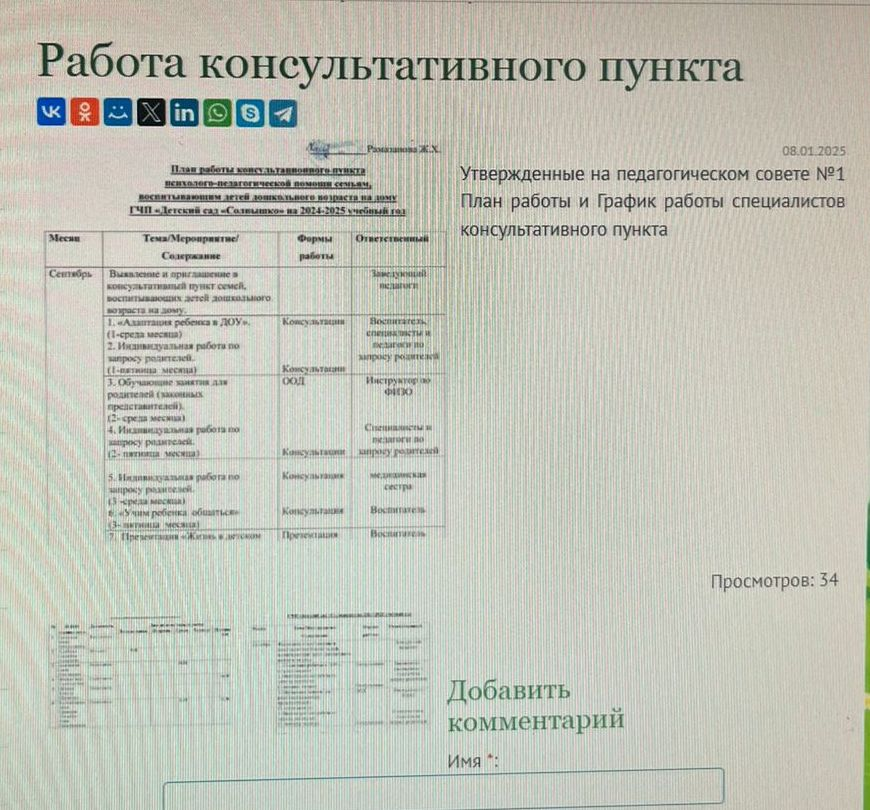 Работа консультативного пункта
Рамазанова Ж.Х.
План работы консультационного пункта
психолого-педагогической помощи семьям,
воспитывающим детей дошкольного возраста на дому
ГЧП «Детский сад «Солнышко» на 2024-2025 учебный год
08.01.2025
Утвержденные на педагогическом совете №1
План работы и График работы специалистов
консультативного пункта
Месяц Тема/Мероприятие/ Формы Ответственный
Содержание работы
Сентябрь Выявление и приглашение в Заведующий
консультативный пункт семей, педагоги
воспитывающих детей дошкольного
возраста на дому.
1. «Адаптация ребенка в ДОУ». Консультация Воспитатель,
(1-среда месяца) специалисты и
2. Индивидуальная работа по педагоги по
запросу родителей. запросу родителей
(1-пятница месяца) Консультации
3. Обучающие занятия для ООД Инструктор по
родителей (законных ФИЗО
представителей).
(2- среда месяца) Специалисты и
4. Индивидуальная работа по педагоги по
запросу родителей. запросу родителей
(2- пятница месяца) Консультации
5. Индивидуальная работа по Консультация медицинская
запросу родителей. сестра
(3 -среда месяца)
6. «Учим ребенка общаться» Консультация Воспитатель
(3- пятница месяца)
7. Презентация «Жизнь в детском Презентация Воспитатель
Просмотров: 34
Добавить
комментарий
Имя *: